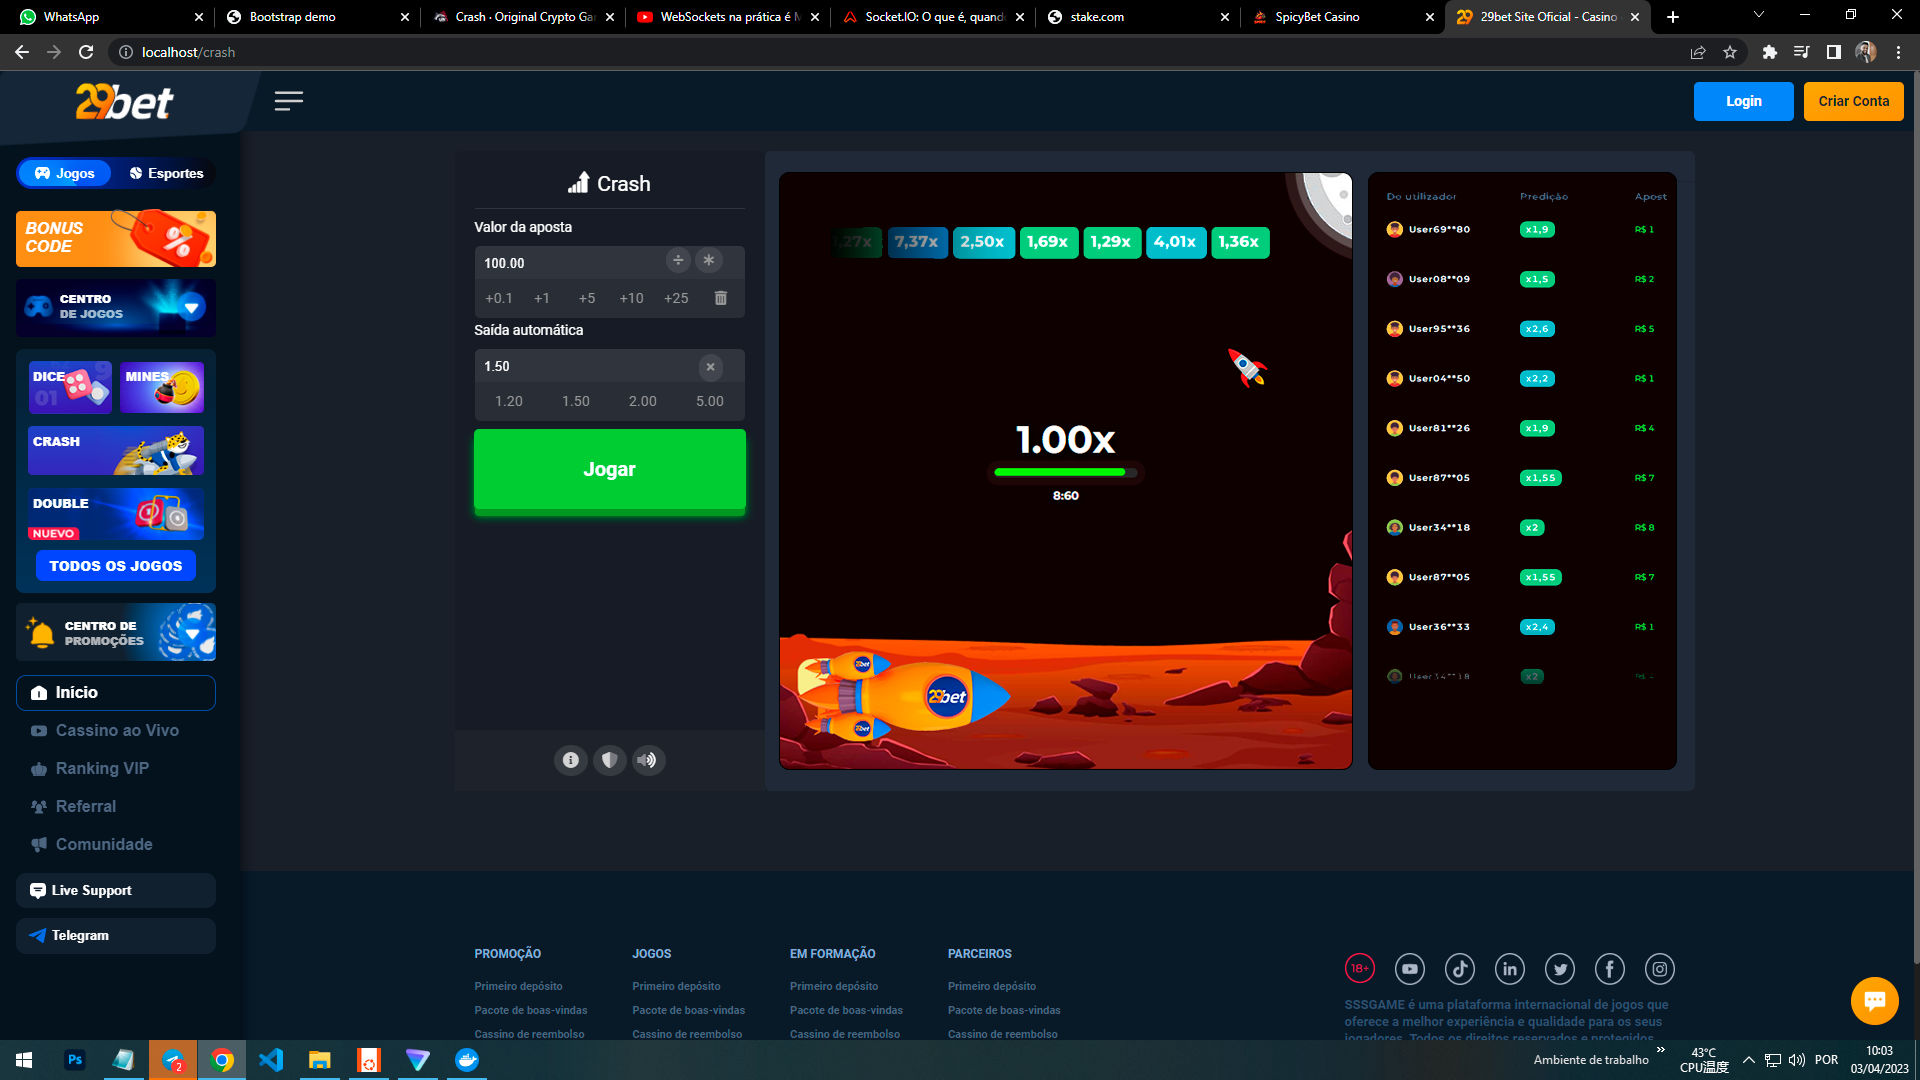 WhatsApp
Bootstrap demo
Crash · Original Crypto Ga
WebSockets na prática é
Socket.IO: O que é, quand
stake.com
SpicyBet Casino
29bet Site Oficial - Casino
localhost/crash
29bet
Login
Criar Conta
Jogos
Esportes
BONUS
CODE
CENTRO
DE JOGOS
DICE
MINES
CRASH
DOUBLE
NUEVO
TODOS OS JOGOS
CENTRO DE
PROMOÇÕES
Início
Cassino ao Vivo
Ranking VIP
Referral
Comunidade
Live Support
Telegram
Crash
Valor da aposta
100.00
÷ *
+0.1 +1 +5 +10 +25
Saída automática
1.50
1.20 1.50 2.00 5.00
Jogar
1,27x 7,37x 2,50x 1,69x 1,29x 4,01x 1,36x
1.00x
8:60
29bet
29bet
29bet
Do utilizador Predição Apost
User69**80 x1,9 R$ 1
User08**09 x1,5 R$ 2
User95**36 x2,6 R$ 5
User04**50 x2,2 R$ 1
User81**26 x1,9 R$ 4
User87**05 x1,55 R$ 7
User34**18 x2 R$ 8
User87**05 x1,55 R$ 7
User36**33 x2,4 R$ 1
User34**18 x2 R$
PROMOÇÃO
Primeiro depósito
Pacote de boas-vindas
Cassino de reembolso
JOGOS
Primeiro depósito
Pacote de boas-vindas
Cassino de reembolso
EM FORMAÇÃO
Primeiro depósito
Pacote de boas-vindas
Cassino de reembolso
PARCEIROS
Primeiro depósito
Pacote de boas-vindas
Cassino de reembolso
18+
SSSGAME é uma plataforma internacional de jogos que
oferece a melhor experiência e qualidade para os seus
jogadores. Todos os direitos reservados e protegidos
Ps
2
Ambiente de trabalho
43°C
CPU温度
POR
10:03
03/04/2023